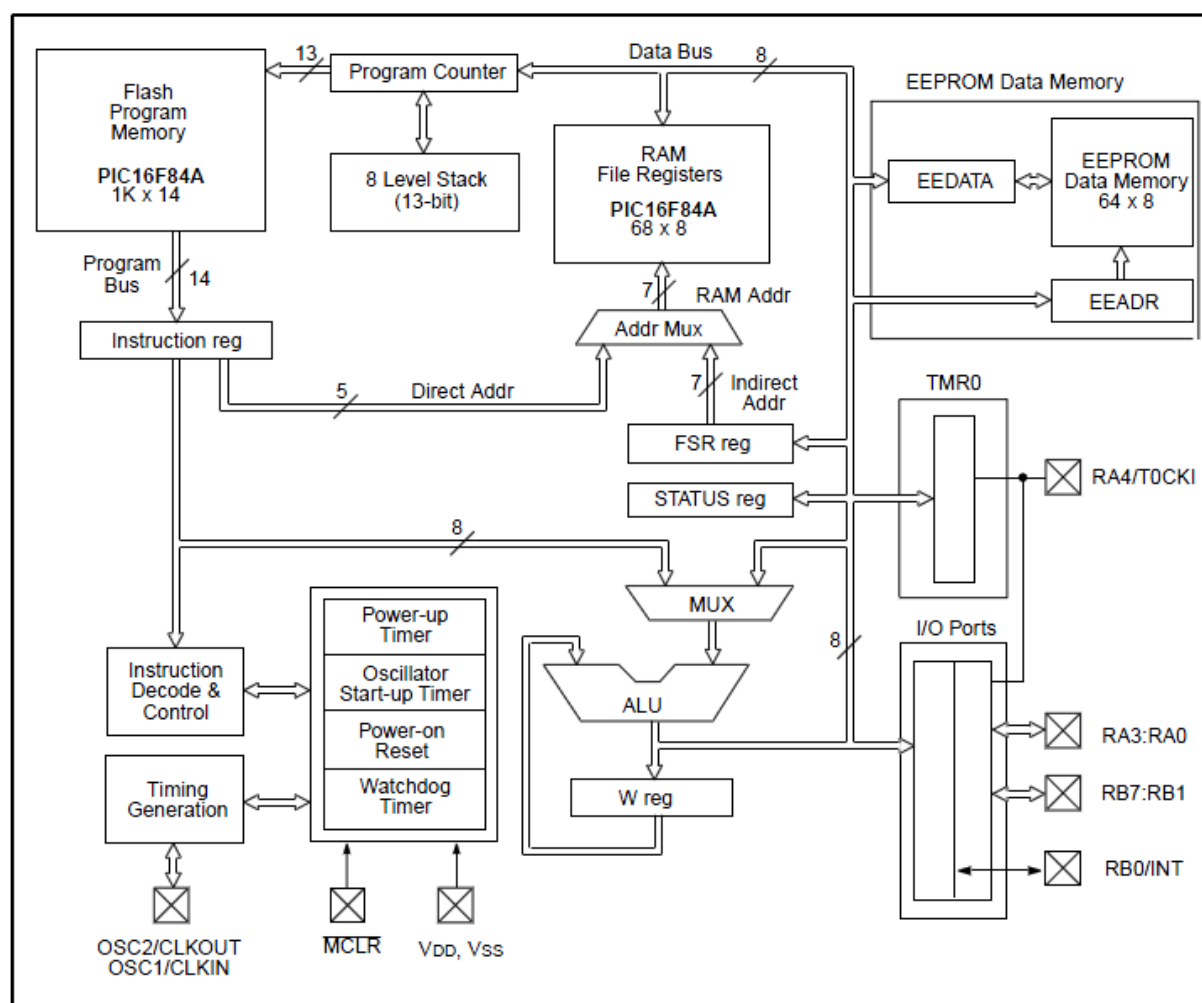 13
Data Bus
8
Flash
Program
Memory
PIC16F84A
1K x 14
Program Counter
8 Level Stack
(13-bit)
RAM
File Registers
PIC16F84A
68 x 8
EEPROM Data Memory
EEDATA
EEPROM
Data Memory
64 x 8
EEADR
Program
Bus
14
7
RAM Addr
Addr Mux
Instruction reg
5
Direct Addr
7
Indirect
Addr
FSR reg
STATUS reg
TMR0
RA4/T0CKI
8
MUX
Power-up
Timer
Oscillator
Start-up Timer
Power-on
Reset
Watchdog
Timer
Instruction
Decode &
Control
Timing
Generation
ALU
8
W reg
I/O Ports
RA3:RA0
RB7:RB1
RB0/INT
OSC2/CLKOUT
OSC1/CLKIN
MCLR
VDD, VSS